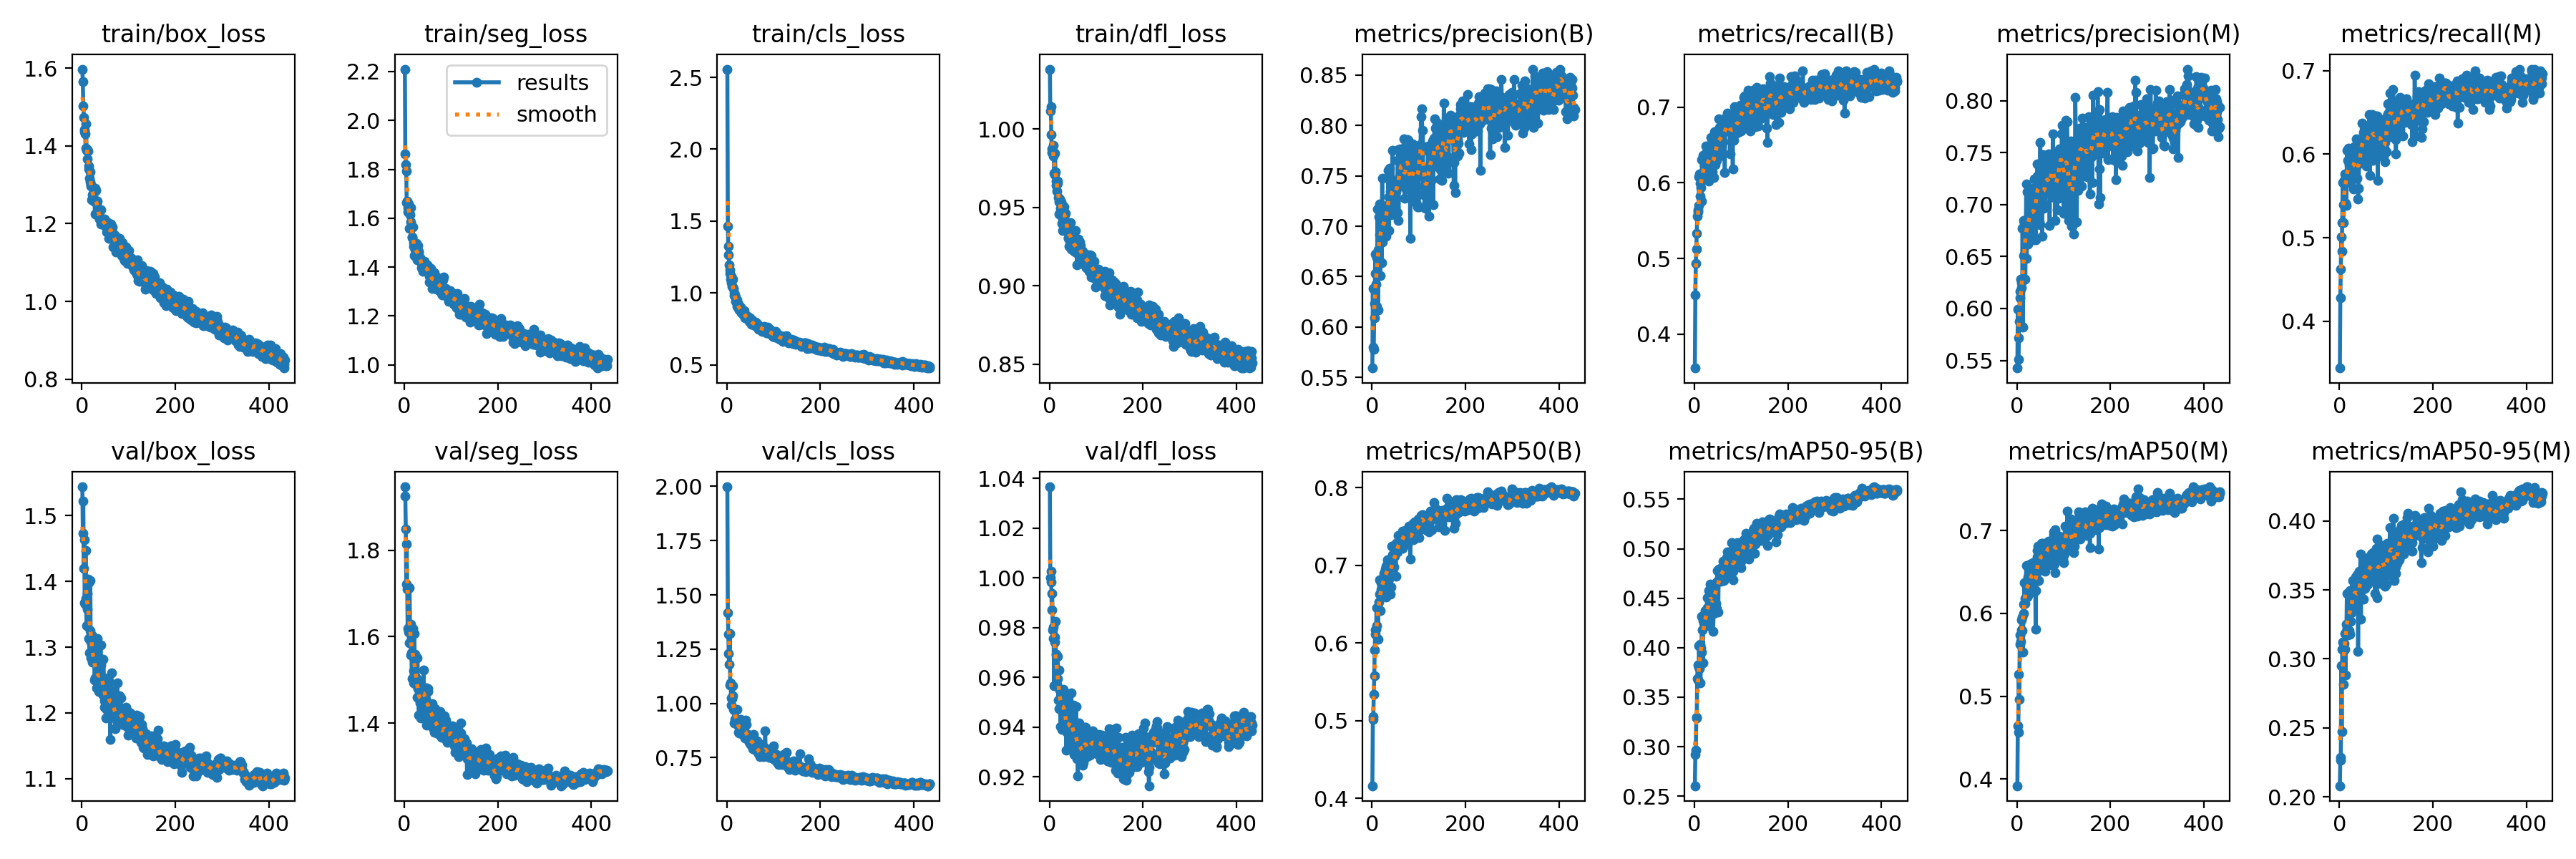 train/box_loss
1.6
1.4
1.2
1.0
0.8
0 200 400
train/seg_loss
results
smooth
2.2
2.0
1.8
1.6
1.4
1.2
1.0
0 200 400
train/cls_loss
2.5
2.0
1.5
1.0
0.5
0 200 400
train/dfl_loss
1.00
0.95
0.90
0.85
0 200 400
metrics/precision(B)
0.85
0.80
0.75
0.70
0.65
0.60
0.55
0 200 400
metrics/recall(B)
0.7
0.6
0.5
0.4
0 200 400
metrics/precision(M)
0.80
0.75
0.70
0.65
0.60
0.55
0 200 400
metrics/recall(M)
0.7
0.6
0.5
0.4
0 200 400
val/box_loss
1.5
1.4
1.3
1.2
1.1
0 200 400
val/seg_loss
1.8
1.6
1.4
0 200 400
val/cls_loss
2.00
1.75
1.50
1.25
1.00
0.75
0 200 400
val/dfl_loss
1.04
1.02
1.00
0.98
0.96
0.94
0.92
0 200 400
metrics/mAP50(B)
0.8
0.7
0.6
0.5
0.4
0 200 400
metrics/mAP50-95(B)
0.55
0.50
0.45
0.40
0.35
0.30
0.25
0 200 400
metrics/mAP50(M)
0.7
0.6
0.5
0.4
0 200 400
metrics/mAP50-95(M)
0.40
0.35
0.30
0.25
0.20
0 200 400